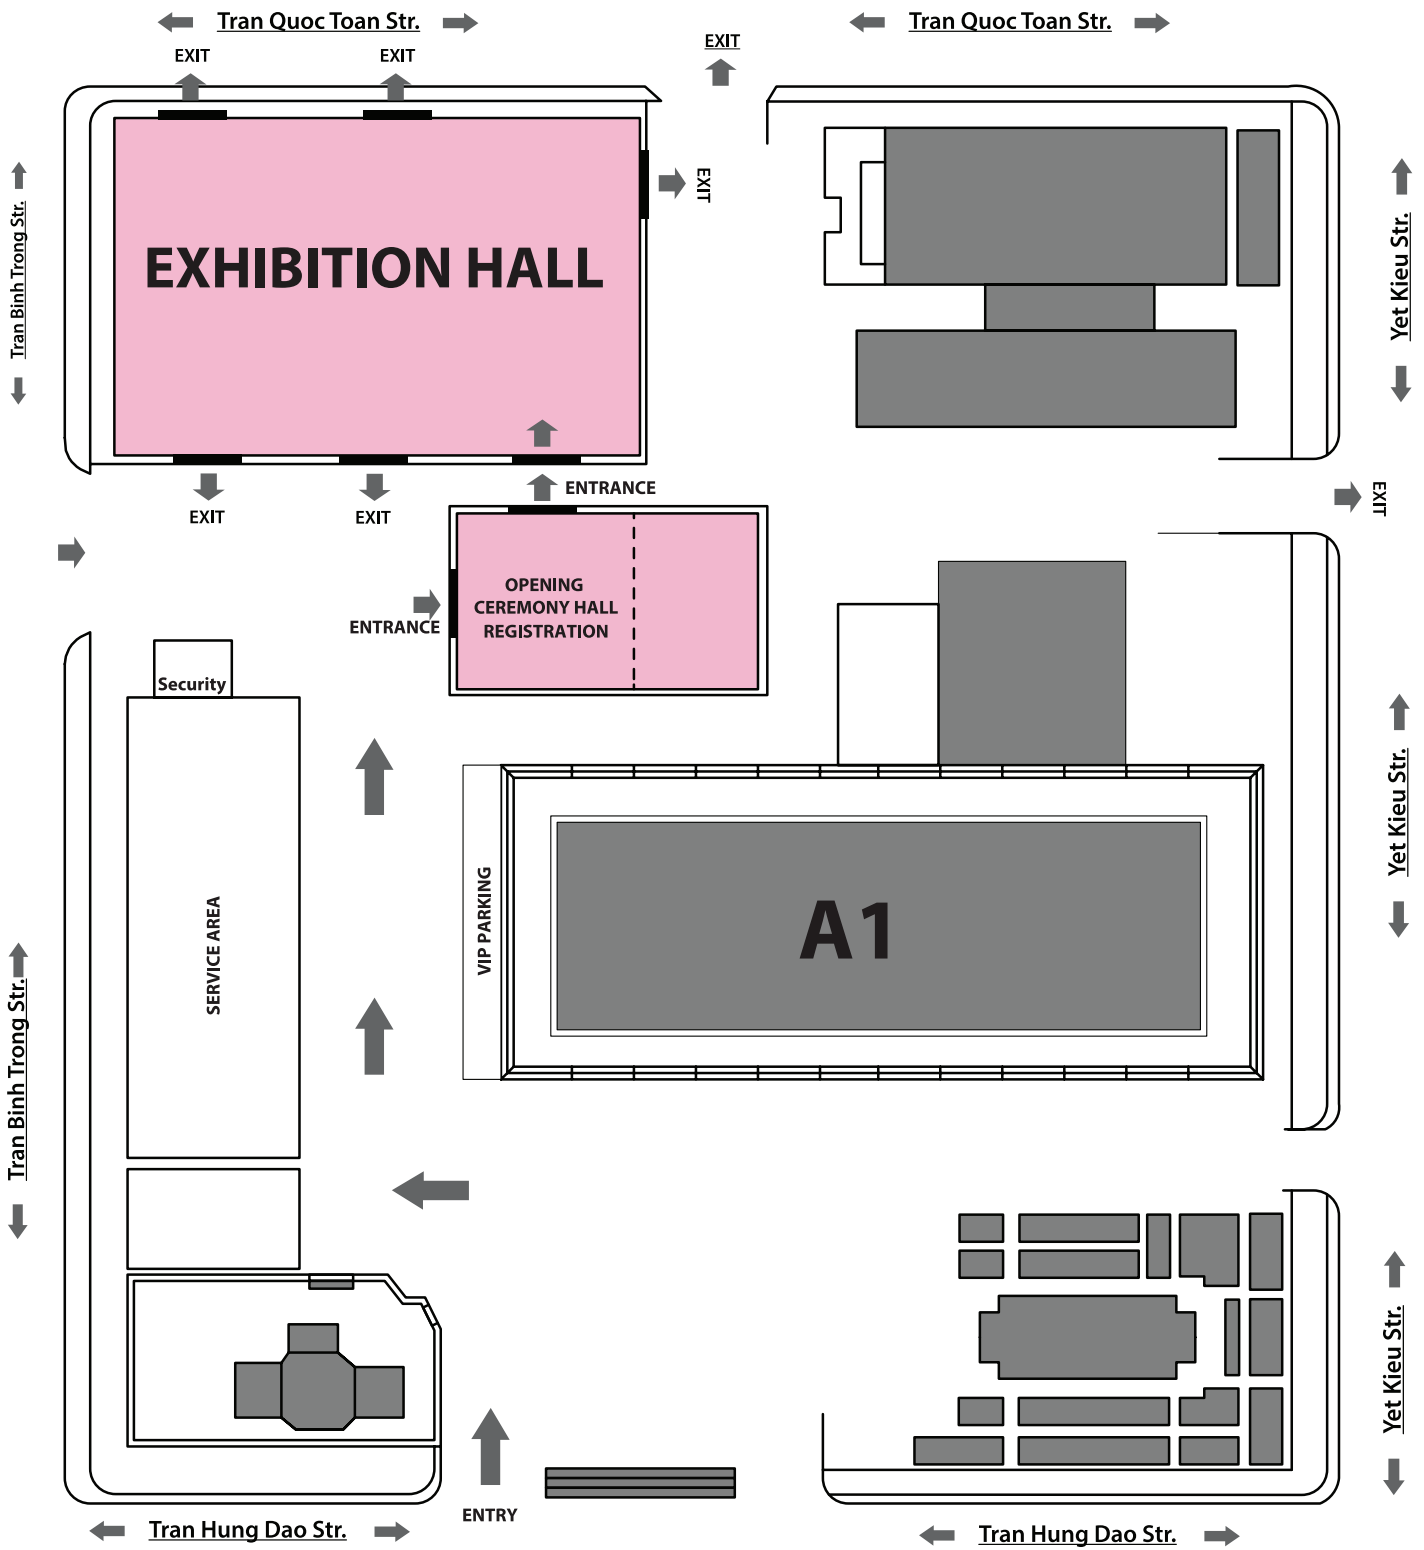 Tran Quoc Toan Str.
Tran Quoc Toan Str.
EXIT
EXIT
EXIT
EXIT
Tran Binh Trong Str.
EXHIBITION HALL
Yet Kieu Str.
ENTRANCE
EXIT
EXIT
EXIT
OPENING
CEREMONY HALL
REGISTRATION
ENTRANCE
Security
Yet Kieu Str.
SERVICE AREA
VIP PARKING
A1
Tran Binh Trong Str.
Yet Kieu Str.
ENTRY
Tran Hung Dao Str.
Tran Hung Dao Str.